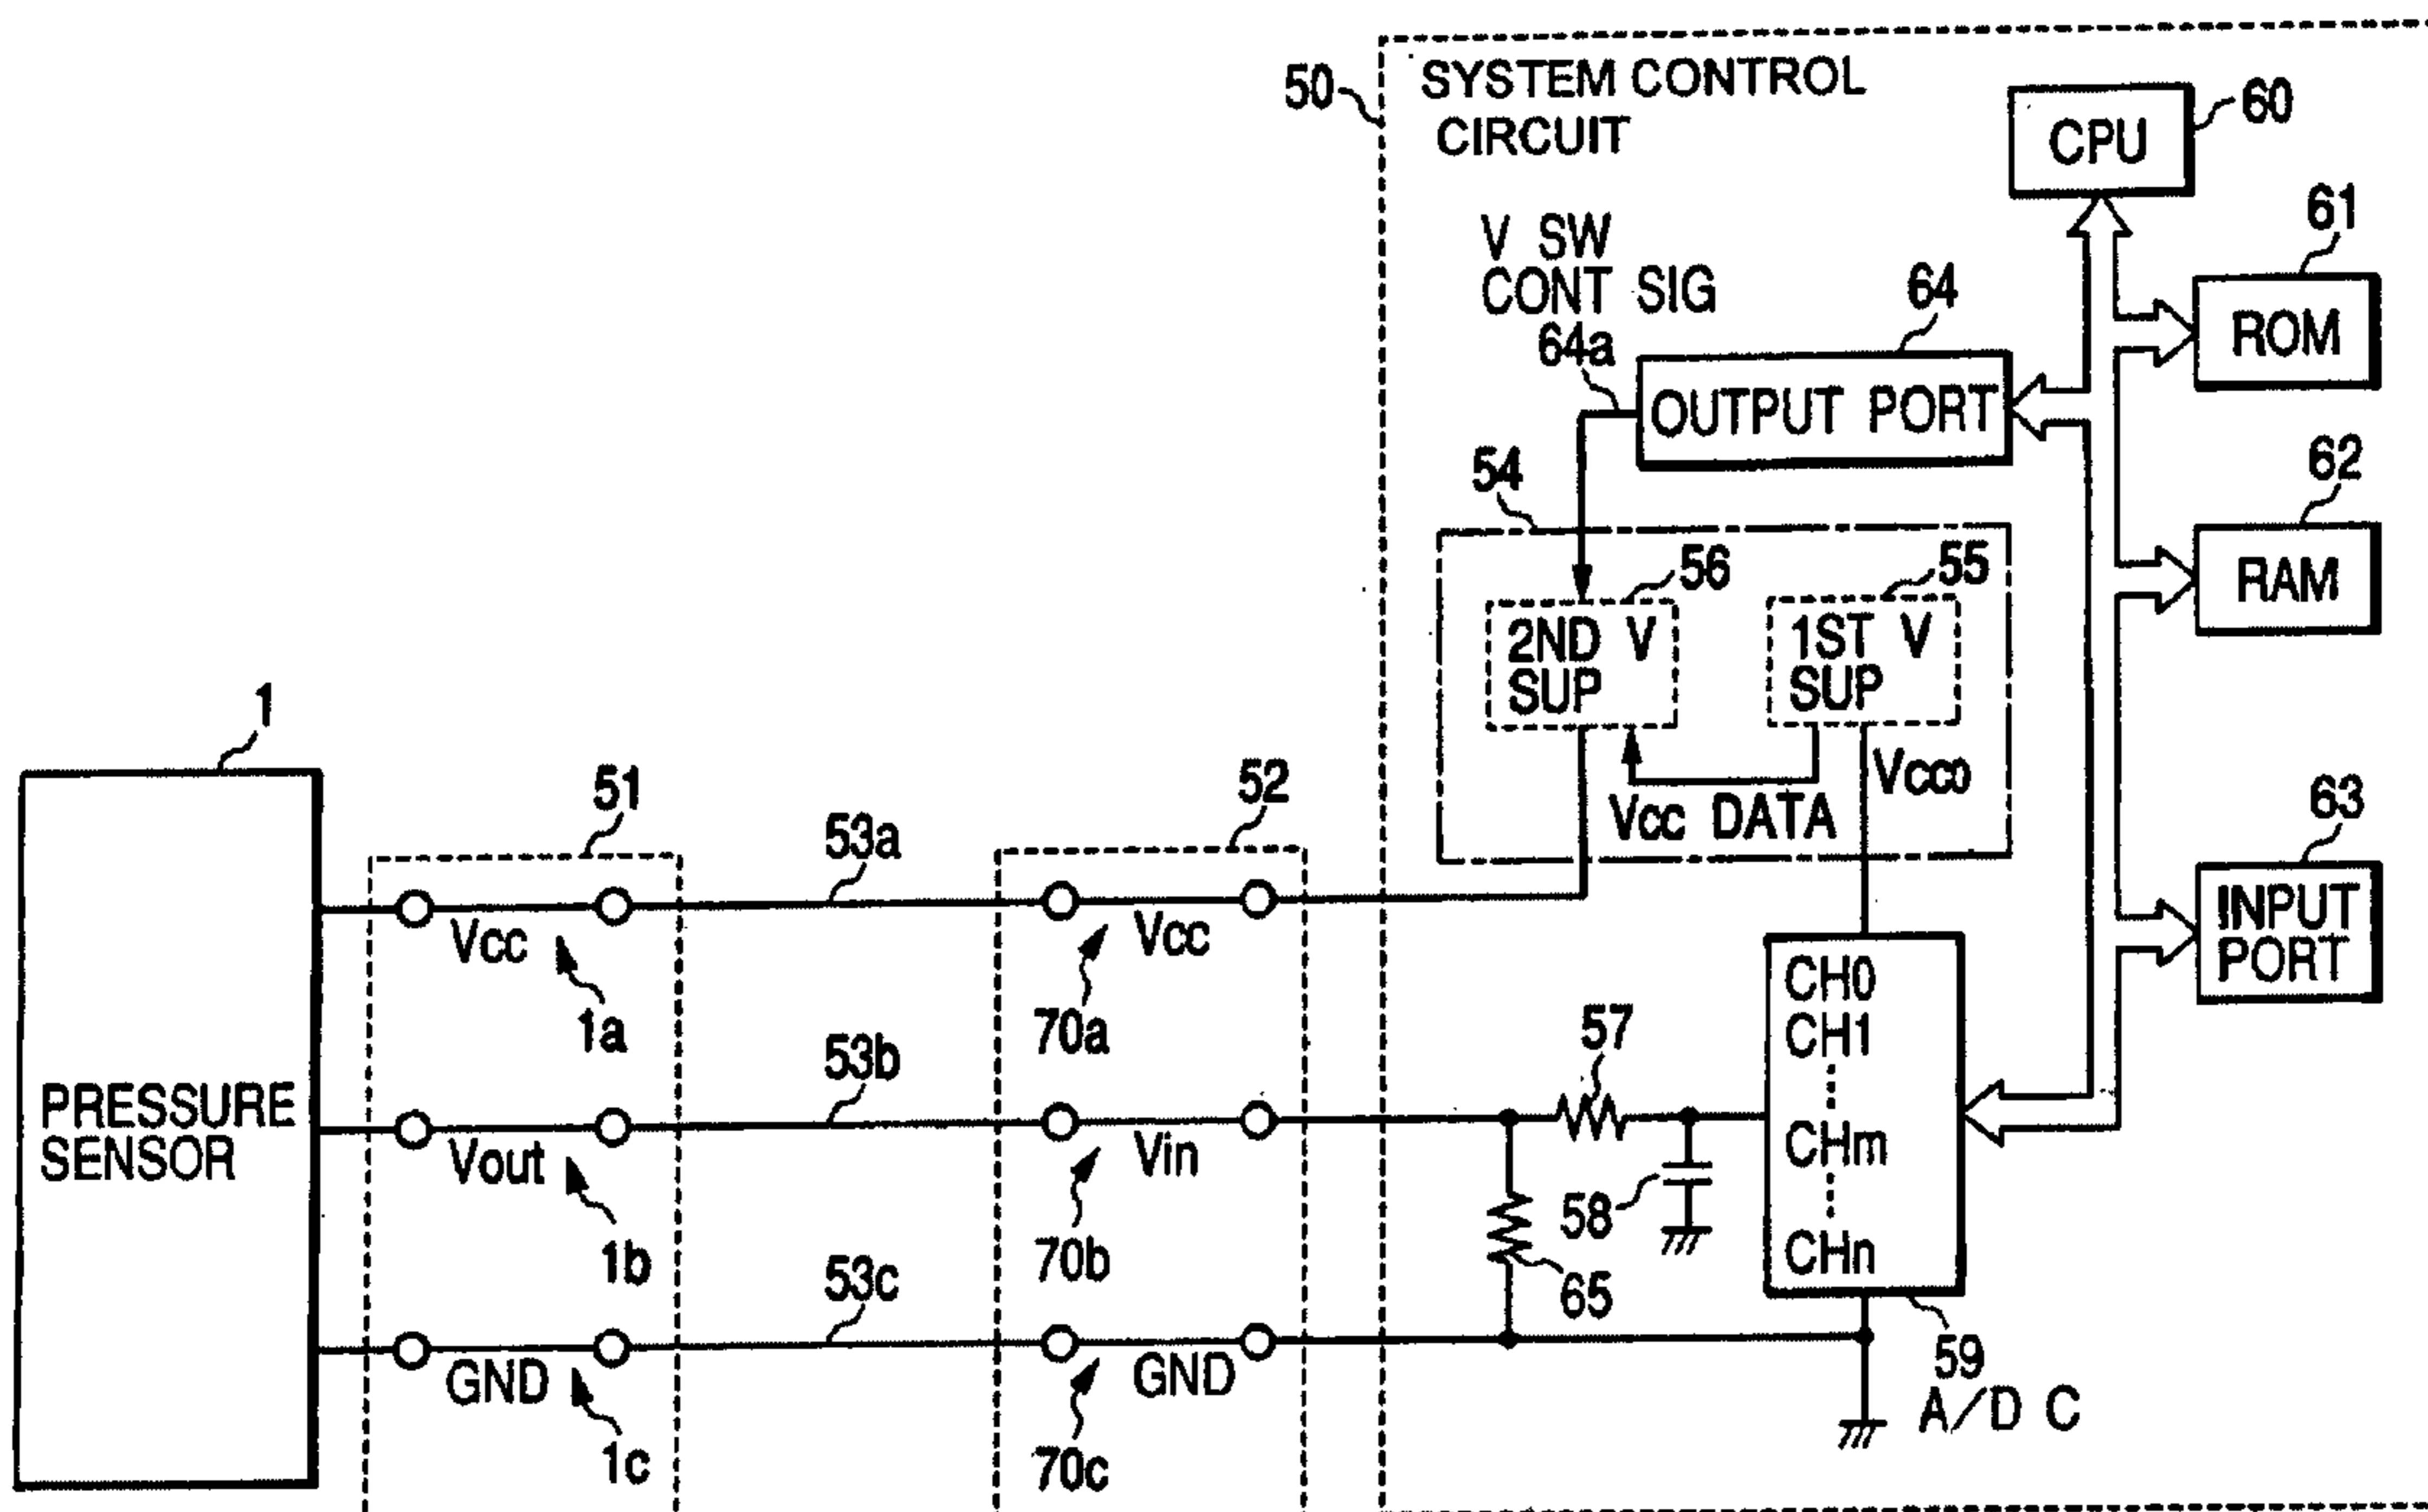 50
SYSTEM CONTROL
CIRCUIT
CPU
60
V SW
CONT SIG
64a
64
OUTPUT PORT
61
ROM
62
RAM
63
INPUT
PORT
54
56
2ND V
SUP
55
1ST V
SUP
Vcc DATA
Vcc0
1
PRESSURE
SENSOR
51
Vcc
1a
Vout
1b
GND
1c
53a
53b
53c
52
70a
Vcc
70b
Vin
70c
GND
57
58
65
CH0
CH1
CHm
CHn
59
A/D C